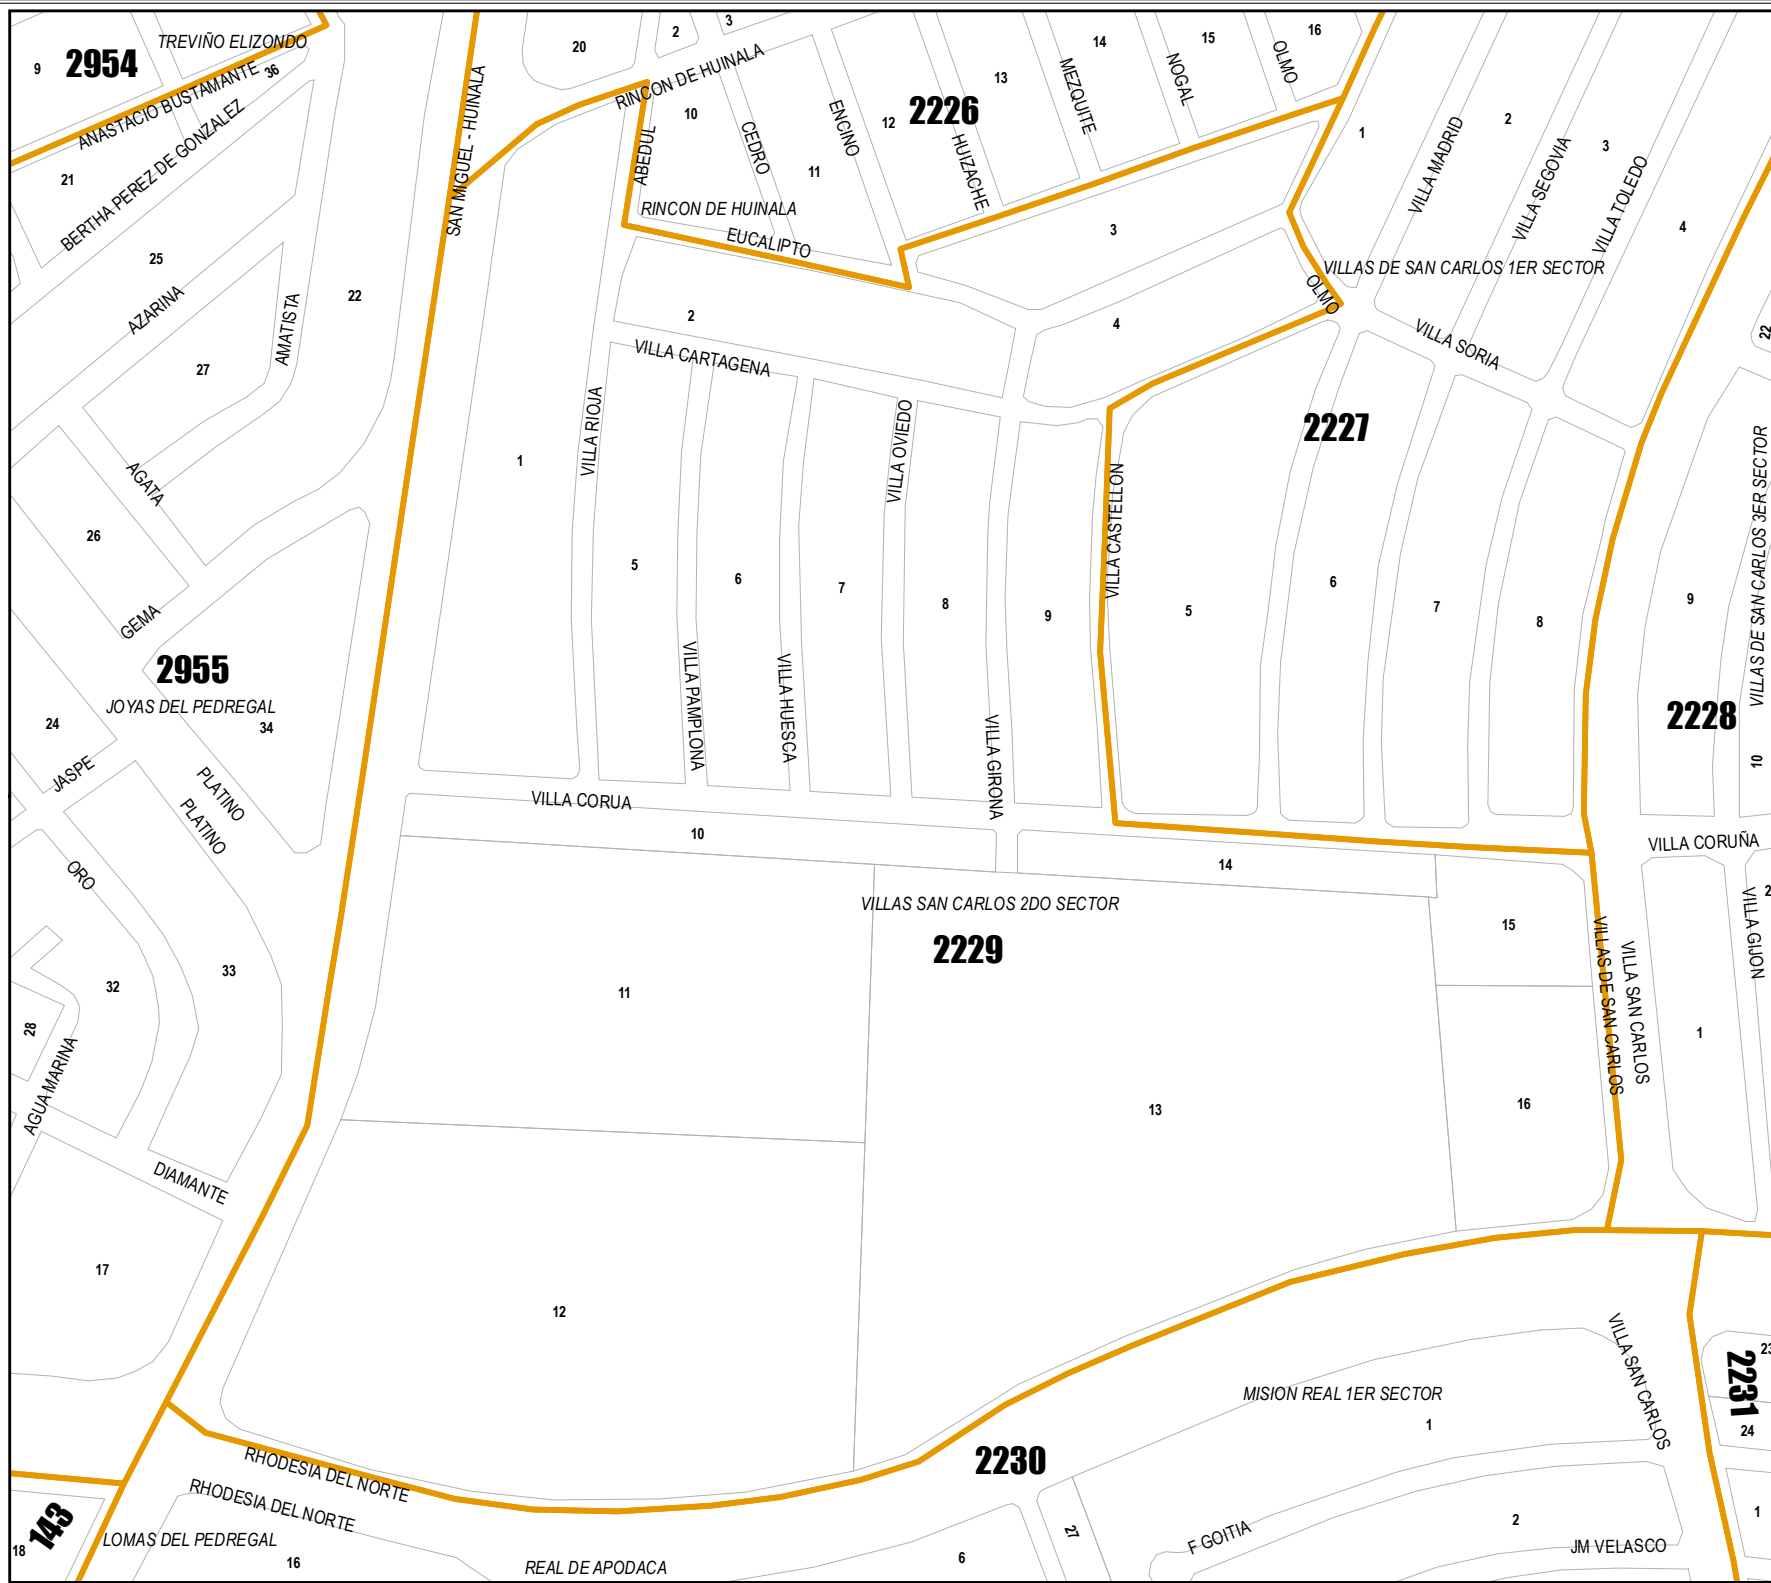 TREVIÑO ELIZONDO
2954
9
36
ANASTACIO BUSTAMANTE
BERTHA PEREZ DE GONZALEZ
21
25
AZARINA
AMATISTA
22
27
AGATA
26
GEMA
2955
JOYAS DEL PEDREGAL
24
34
JASPE
PLATINO
PLATINO
ORO
33
32
28
AGUA MARINA
DIAMANTE
17
143
18
SAN MIGUEL - HUINALA
20
2
3
RINCON DE HUINALA
10
ABEDUL
CEDRO
ENCINO
11
12
2226
HUIZACHE
13
14
MEZQUITE
NOGAL
15
OLMO
16
RINCON DE HUINALA
EUCALIPTO
3
2
4
VILLA CARTAGENA
VILLA RIOJA
VILLA OVIEDO
1
5
6
7
8
9
VILLA PAMPLONA
VILLA HUESCA
VILLA GIRONA
VILLA CASTELLON
VILLA CORUA
10
14
VILLAS SAN CARLOS 2DO SECTOR
2229
11
12
13
15
16
1
VILLA MADRID
2
VILLA SEGOVIA
3
VILLA TOLEDO
4
VILLAS DE SAN CARLOS 1ER SECTOR
OLMO
VILLA SORIA
2227
5
6
7
8
22
VILLAS DE SAN CARLOS 3ER SECTOR
9
2228
10
VILLA CORUÑA
2
VILLA GIJON
1
VILLAS DE SAN CARLOS
VILLA SAN CARLOS
VILLA SAN CARLOS
23
2231
24
1
MISION REAL 1ER SECTOR
1
2230
RHODESIA DEL NORTE
RHODESIA DEL NORTE
LOMAS DEL PEDREGAL
16
REAL DE APODACA
6
27
F GOITIA
2
JM VELASCO